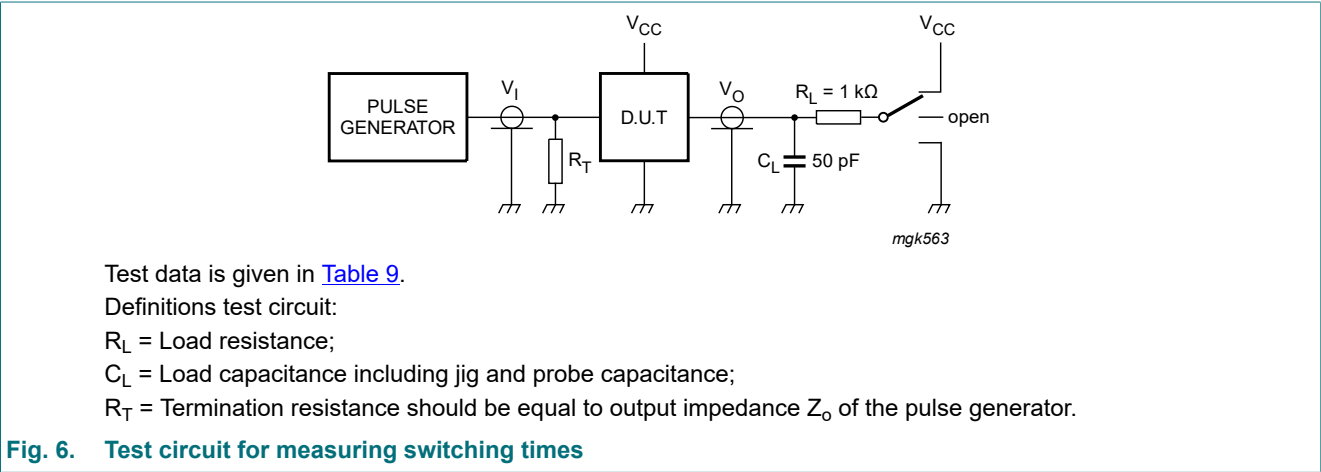 V_CC V_CC
PULSE GENERATOR
V_I
R_T
D.U.T
V_O
R_L = 1 kΩ
open
C_L 50 pF
mgk563
Test data is given in Table 9.
Definitions test circuit:
R_L = Load resistance;
C_L = Load capacitance including jig and probe capacitance;
R_T = Termination resistance should be equal to output impedance Z_o of the pulse generator.
Fig. 6. Test circuit for measuring switching times